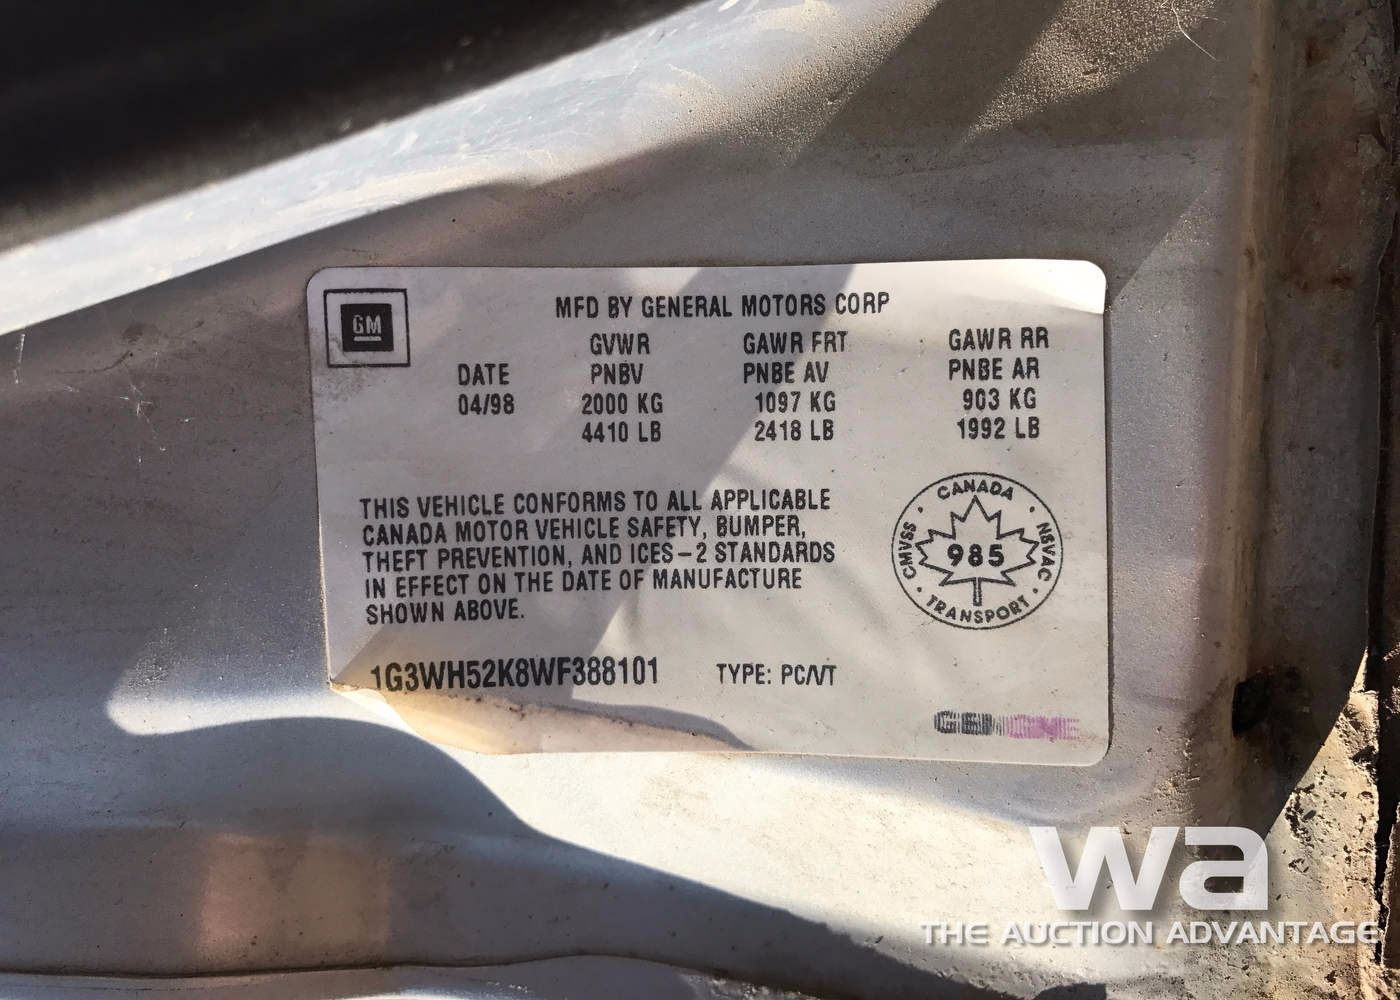 GM
MFD BY GENERAL MOTORS CORP
GVWR GAWR FRT GAWR RR
DATE PNBV PNBE AV PNBE AR
04/98 2000 KG 1097 KG 903 KG
4410 LB 2418 LB 1992 LB
THIS VEHICLE CONFORMS TO ALL APPLICABLE
CANADA MOTOR VEHICLE SAFETY, BUMPER,
THEFT PREVENTION, AND ICES-2 STANDARDS
IN EFFECT ON THE DATE OF MANUFACTURE
SHOWN ABOVE.
CANADA
CMVSS
985
NSVAC
TRANSPORT
1G3WH52K8WF388101 TYPE: PC/VT
wa
THE AUCTION ADVANTAGE